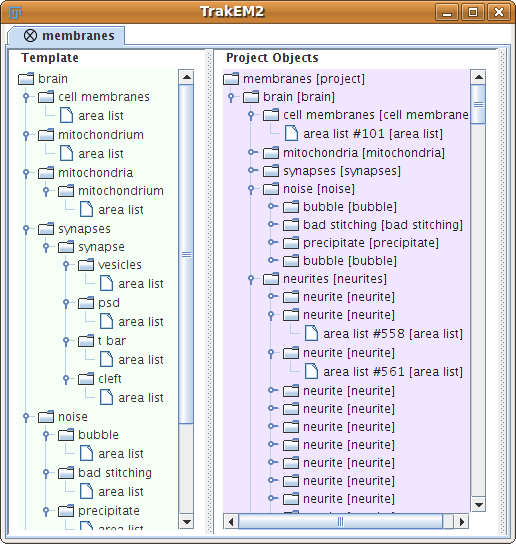 TrakEM2
membranes
Template
brain
cell membranes
area list
mitochondrium
area list
mitochondria
mitochondrium
area list
synapses
synapse
vesicles
area list
psd
area list
t bar
area list
cleft
area list
noise
bubble
area list
bad stitching
area list
precipitate
area list
Project Objects
membranes [project]
brain [brain]
cell membranes [cell membrane
area list #101 [area list]
mitochondria [mitochondria]
synapses [synapses]
noise [noise]
bubble [bubble]
bad stitching [bad stitching]
precipitate [precipitate]
bubble [bubble]
neurites [neurites]
neurite [neurite]
neurite [neurite]
area list #558 [area list]
neurite [neurite]
area list #561 [area list]
neurite [neurite]
neurite [neurite]
neurite [neurite]
neurite [neurite]
neurite [neurite]
neurite [neurite]
neurite [neurite]